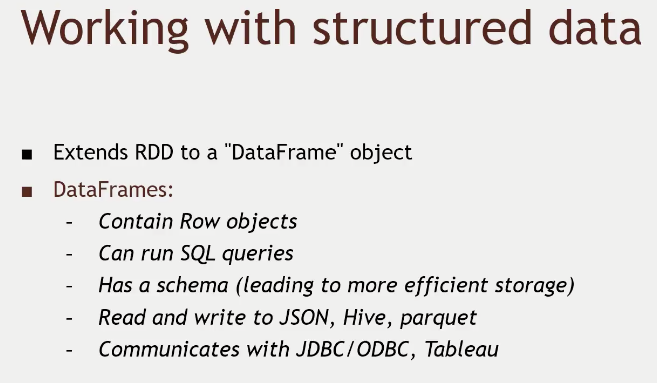 Working with structured data
■ Extends RDD to a "DataFrame" object
■ DataFrames:
– Contain Row objects
– Can run SQL queries
– Has a schema (leading to more efficient storage)
– Read and write to JSON, Hive, parquet
– Communicates with JDBC/ODBC, Tableau